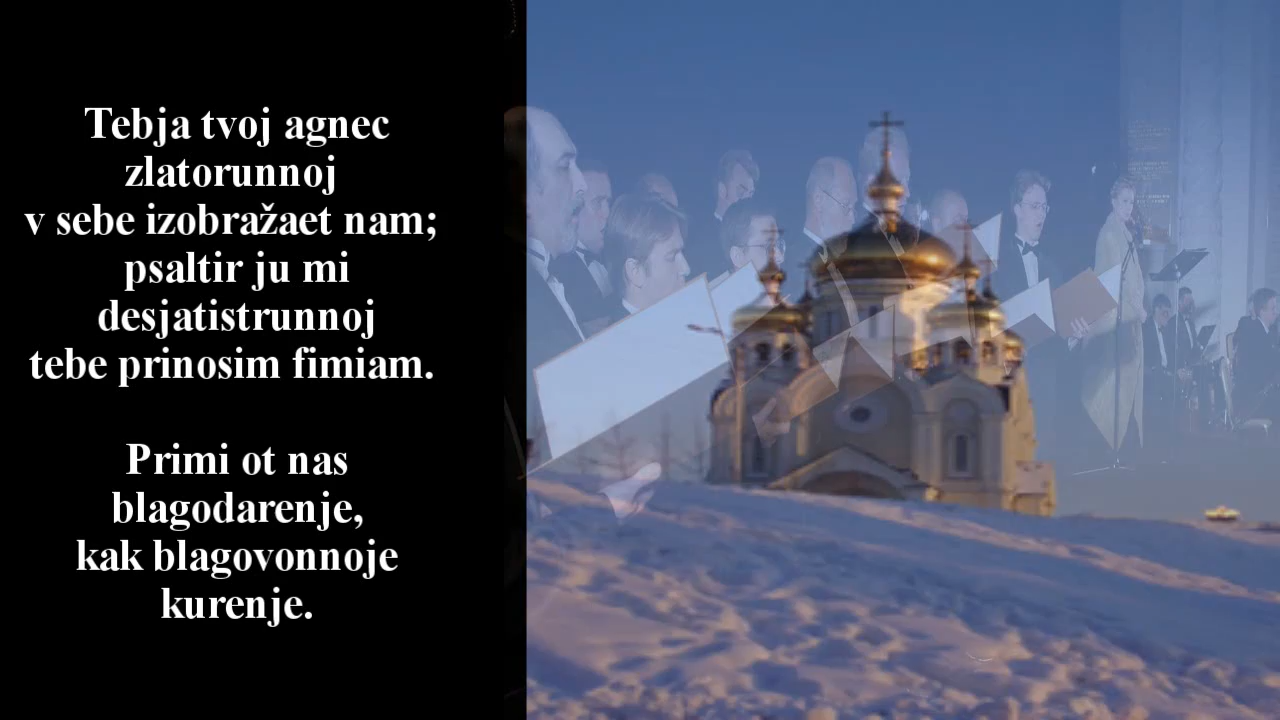 Tebja tvoj agnec
zlatorunnoj
v sebe izobražaet nam;
psaltir ju mi
desjatistrunnoj
tebe prinosim fimiam.
Primi ot nas
blagodarenje,
kak blagovonnoje
kurenje.